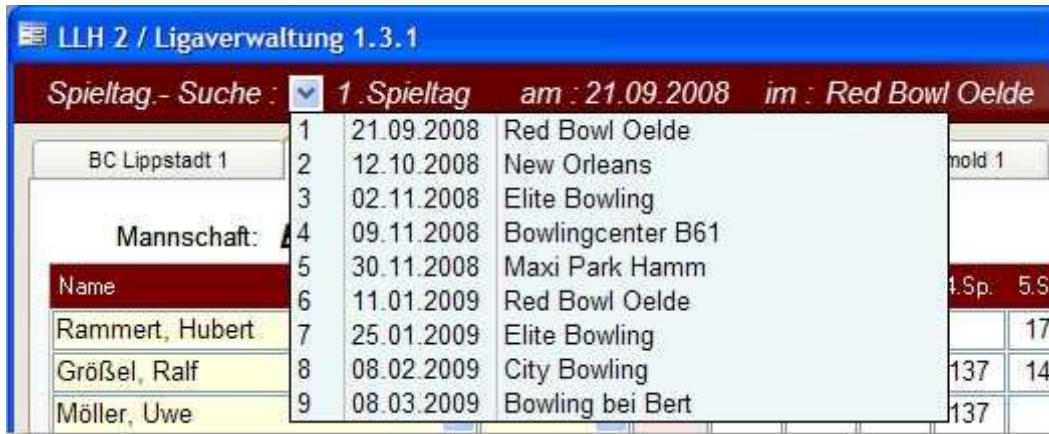 LLH 2 / Ligaverwaltung 1.3.1
Spieltag.- Suche : 1 .Spieltag am : 21.09.2008 im : Red Bowl Oelde
1 21.09.2008 Red Bowl Oelde
2 12.10.2008 New Orleans
3 02.11.2008 Elite Bowling
4 09.11.2008 Bowlingcenter B61
5 30.11.2008 Maxi Park Hamm
6 11.01.2009 Red Bowl Oelde
7 25.01.2009 Elite Bowling
8 08.02.2009 City Bowling
9 08.03.2009 Bowling bei Bert
BC Lippstadt 1 mold 1
Mannschaft:
Name 4.Sp. 5.S
Rammert, Hubert 17
Größel, Ralf 137 14
Möller, Uwe 137